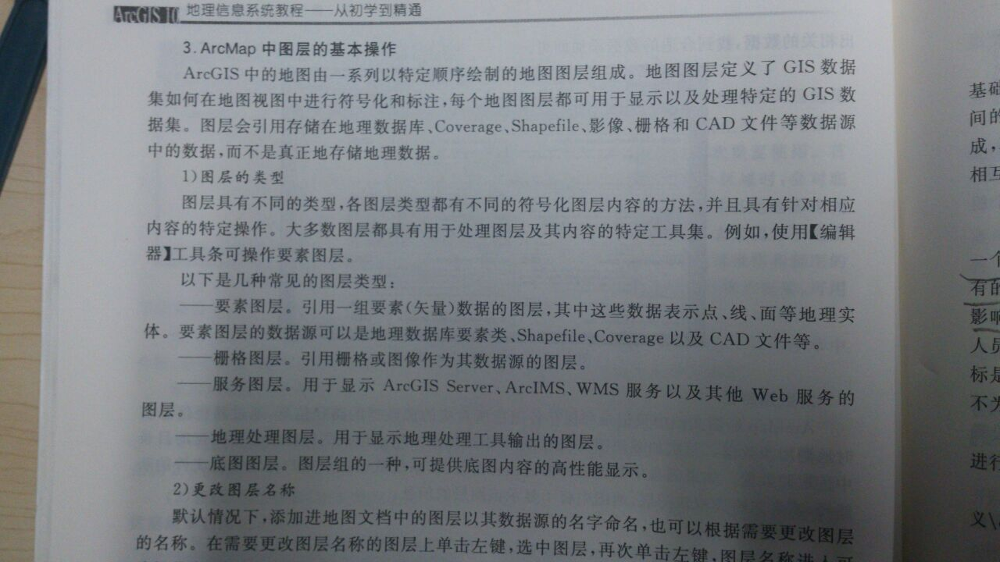 ArcGIS 10 地理信息系统教程——从初学到精通
3. ArcMap 中图层的基本操作
ArcGIS 中的地图由一系列以特定顺序绘制的地图图层组成。地图图层定义了 GIS 数据
集如何在地图视图中进行符号化和标注,每个地图图层都可用于显示以及处理特定的 GIS 数
据集。图层会引用存储在地理数据库、Coverage、Shapefile、影像、栅格和 CAD 文件等数据源
中的数据,而不是真正地存储地理数据。
1)图层的类型
图层具有不同的类型,各图层类型都有不同的符号化图层内容的方法,并且具有针对相应
内容的特定操作。大多数图层都具有用于处理图层及其内容的特定工具集。例如,使用【编辑
器】工具条可操作要素图层。
以下是几种常见的图层类型:
——要素图层。引用一组要素(矢量)数据的图层,其中这些数据表示点、线、面等地理实
体。要素图层的数据源可以是地理数据库要素类、Shapefile、Coverage 以及 CAD 文件等。
——栅格图层。引用栅格或图像作为其数据源的图层。
——服务图层。用于显示 ArcGIS Server、ArcIMS、WMS 服务以及其他 Web 服务的
图层。
——地理处理图层。用于显示地理处理工具输出的图层。
——底图图层。图层组的一种,可提供底图内容的高性能显示。
2)更改图层名称
默认情况下,添加进地图文档中的图层以其数据源的名字命名,也可以根据需要更改图层
的名称。在需要更改图层名称的图层上单击左键,选中图层,再次单击左键,图层名称进入可
基础
间的
成,
相互
一个
有的
影响
人员
标是
不为
进行
义\